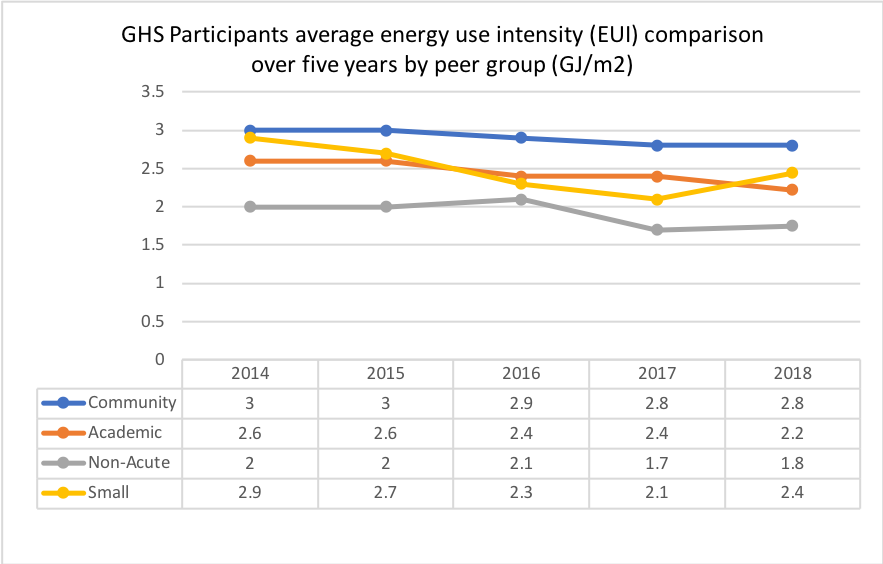 GHS Participants average energy use intensity (EUI) comparison
over five years by peer group (GJ/m2)
3.5
3
2.5
2
1.5
1
0.5
0
2014 2015 2016 2017 2018
Community 3 3 2.9 2.8 2.8
Academic 2.6 2.6 2.4 2.4 2.2
Non-Acute 2 2 2.1 1.7 1.8
Small 2.9 2.7 2.3 2.1 2.4